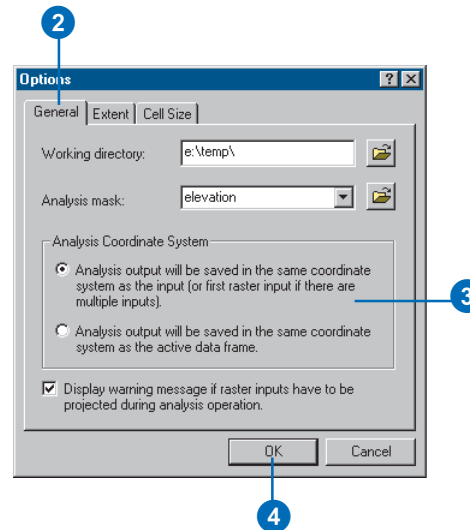 2
Options
General
Extent
Cell Size
Working directory:
e:\temp\
Analysis mask:
elevation
Analysis Coordinate System
Analysis output will be saved in the same coordinate
system as the input (or first raster input if there are
multiple inputs).
3
Analysis output will be saved in the same coordinate
system as the active data frame.
Display warning message if raster inputs have to be
projected during analysis operation.
OK
Cancel
4